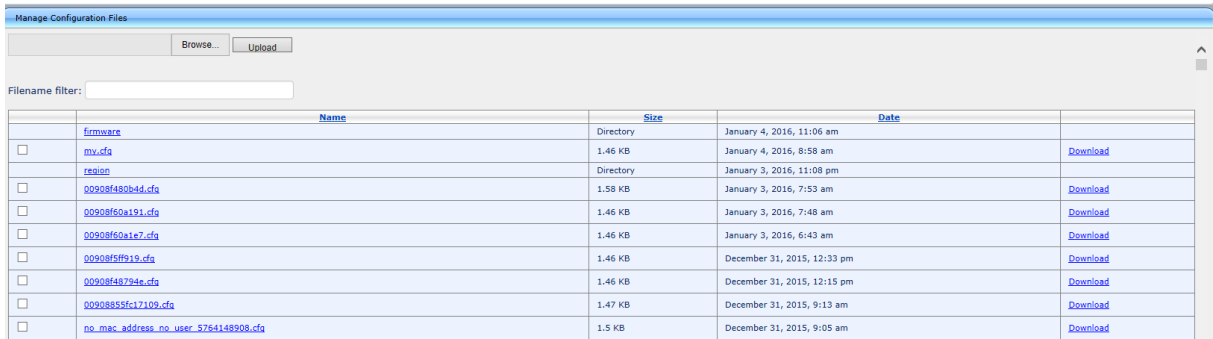 Manage Configuration Files
Browse... Upload
Filename filter:
Name Size Date
firmware Directory January 4, 2016, 11:06 am
my.cfg 1.46 KB January 4, 2016, 8:58 am Download
region Directory January 3, 2016, 11:08 pm
00908f480b4d.cfg 1.58 KB January 3, 2016, 7:53 am Download
00908f60a191.cfg 1.46 KB January 3, 2016, 7:48 am Download
00908f60a1e7.cfg 1.46 KB January 3, 2016, 6:43 am Download
00908f5ff919.cfg 1.46 KB December 31, 2015, 12:33 pm Download
00908f48794e.cfg 1.46 KB December 31, 2015, 12:15 pm Download
00908855fc17109.cfg 1.47 KB December 31, 2015, 9:13 am Download
no_mac_address_no_user_5764148908.cfg 1.5 KB December 31, 2015, 9:05 am Download